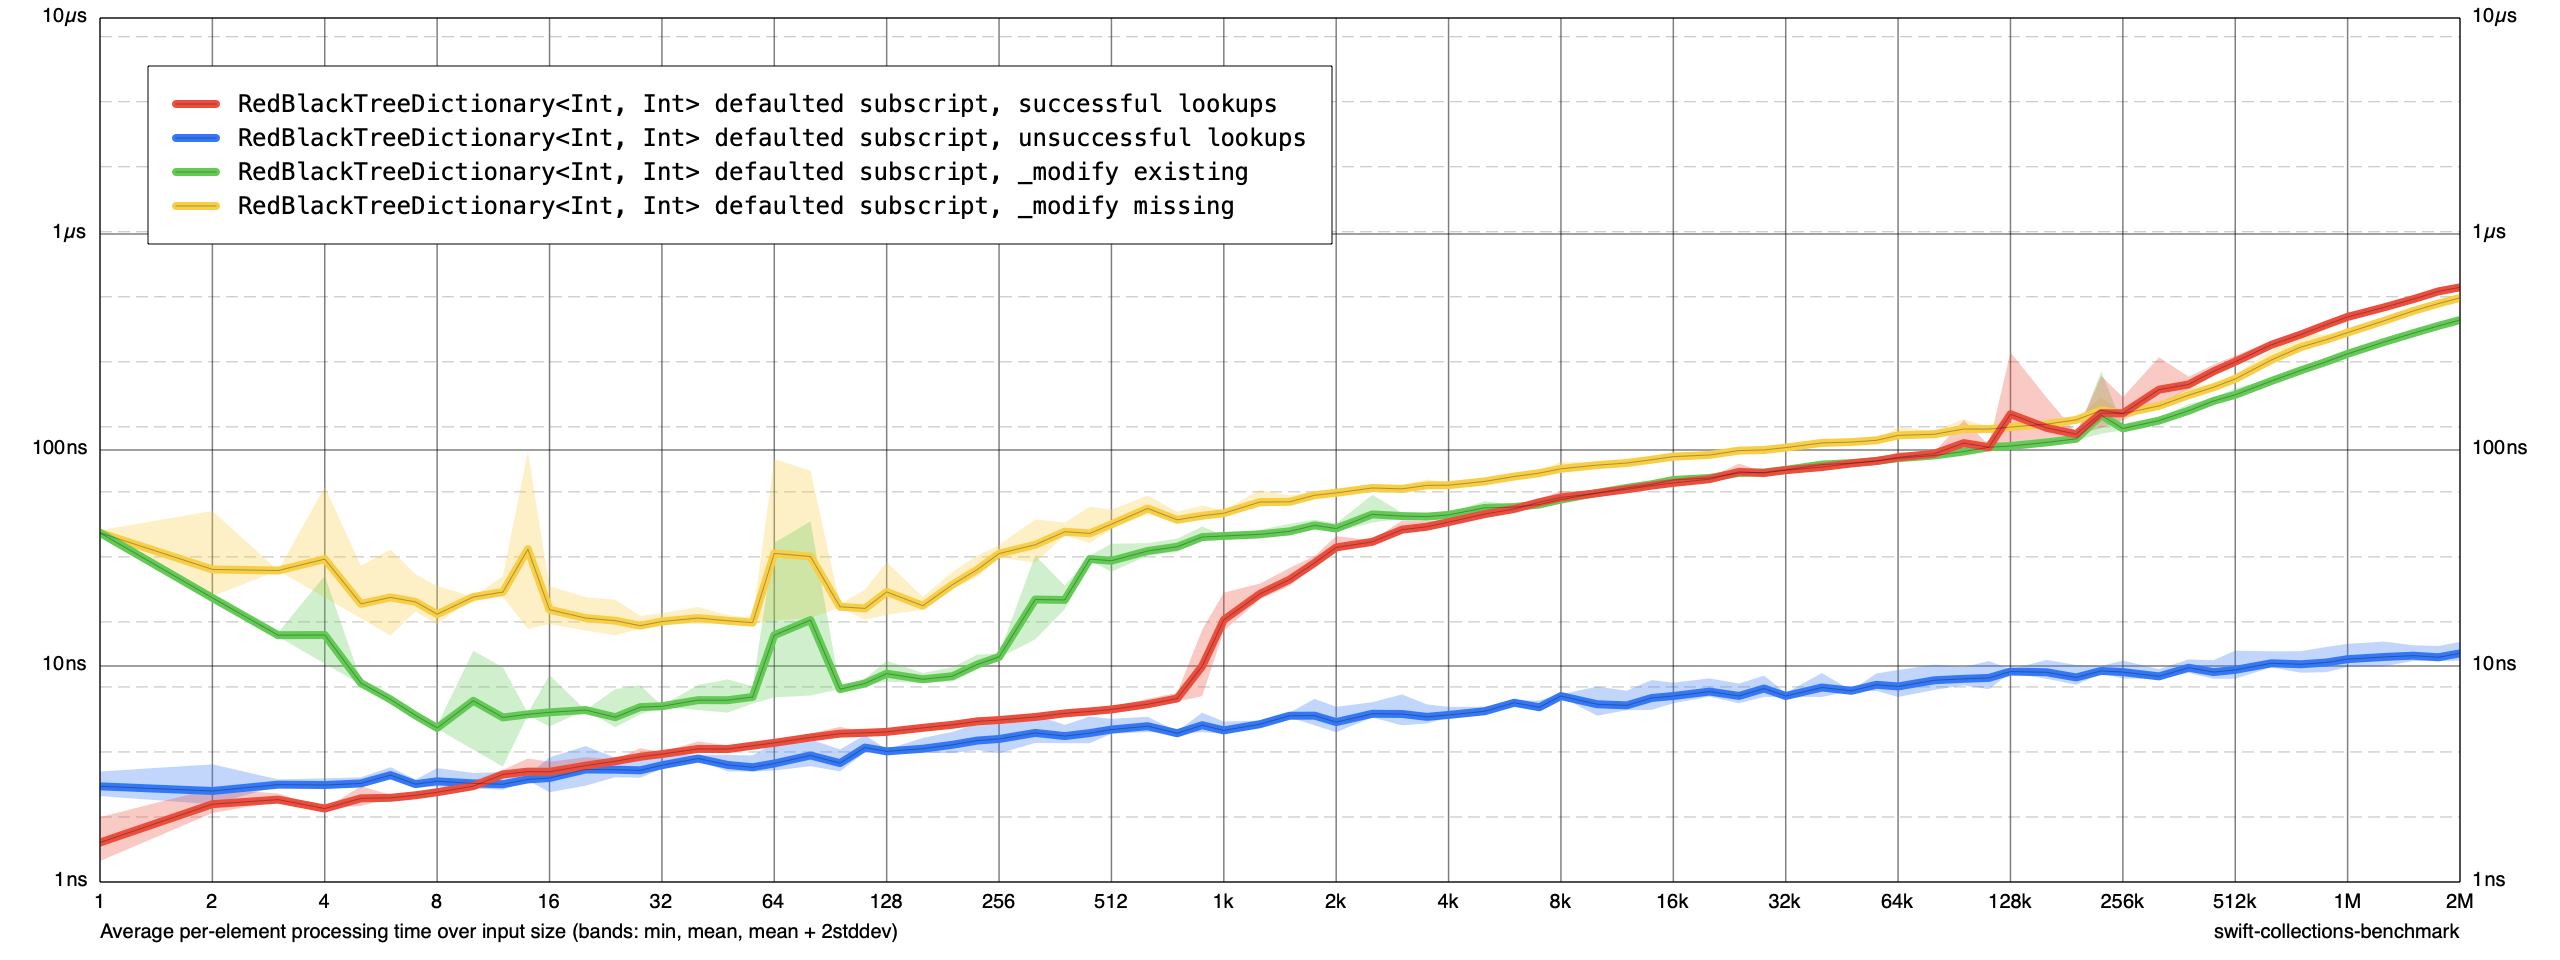 10µs
10µs
RedBlackTreeDictionary<Int, Int> defaulted subscript, successful lookups
RedBlackTreeDictionary<Int, Int> defaulted subscript, unsuccessful lookups
RedBlackTreeDictionary<Int, Int> defaulted subscript, _modify existing
RedBlackTreeDictionary<Int, Int> defaulted subscript, _modify missing
1µs
1µs
100ns
100ns
10ns
10ns
1ns
1ns
1 2 4 8 16 32 64 128 256 512 1k 2k 4k 8k 16k 32k 64k 128k 256k 512k 1M 2M
Average per-element processing time over input size (bands: min, mean, mean + 2stddev)
swift-collections-benchmark